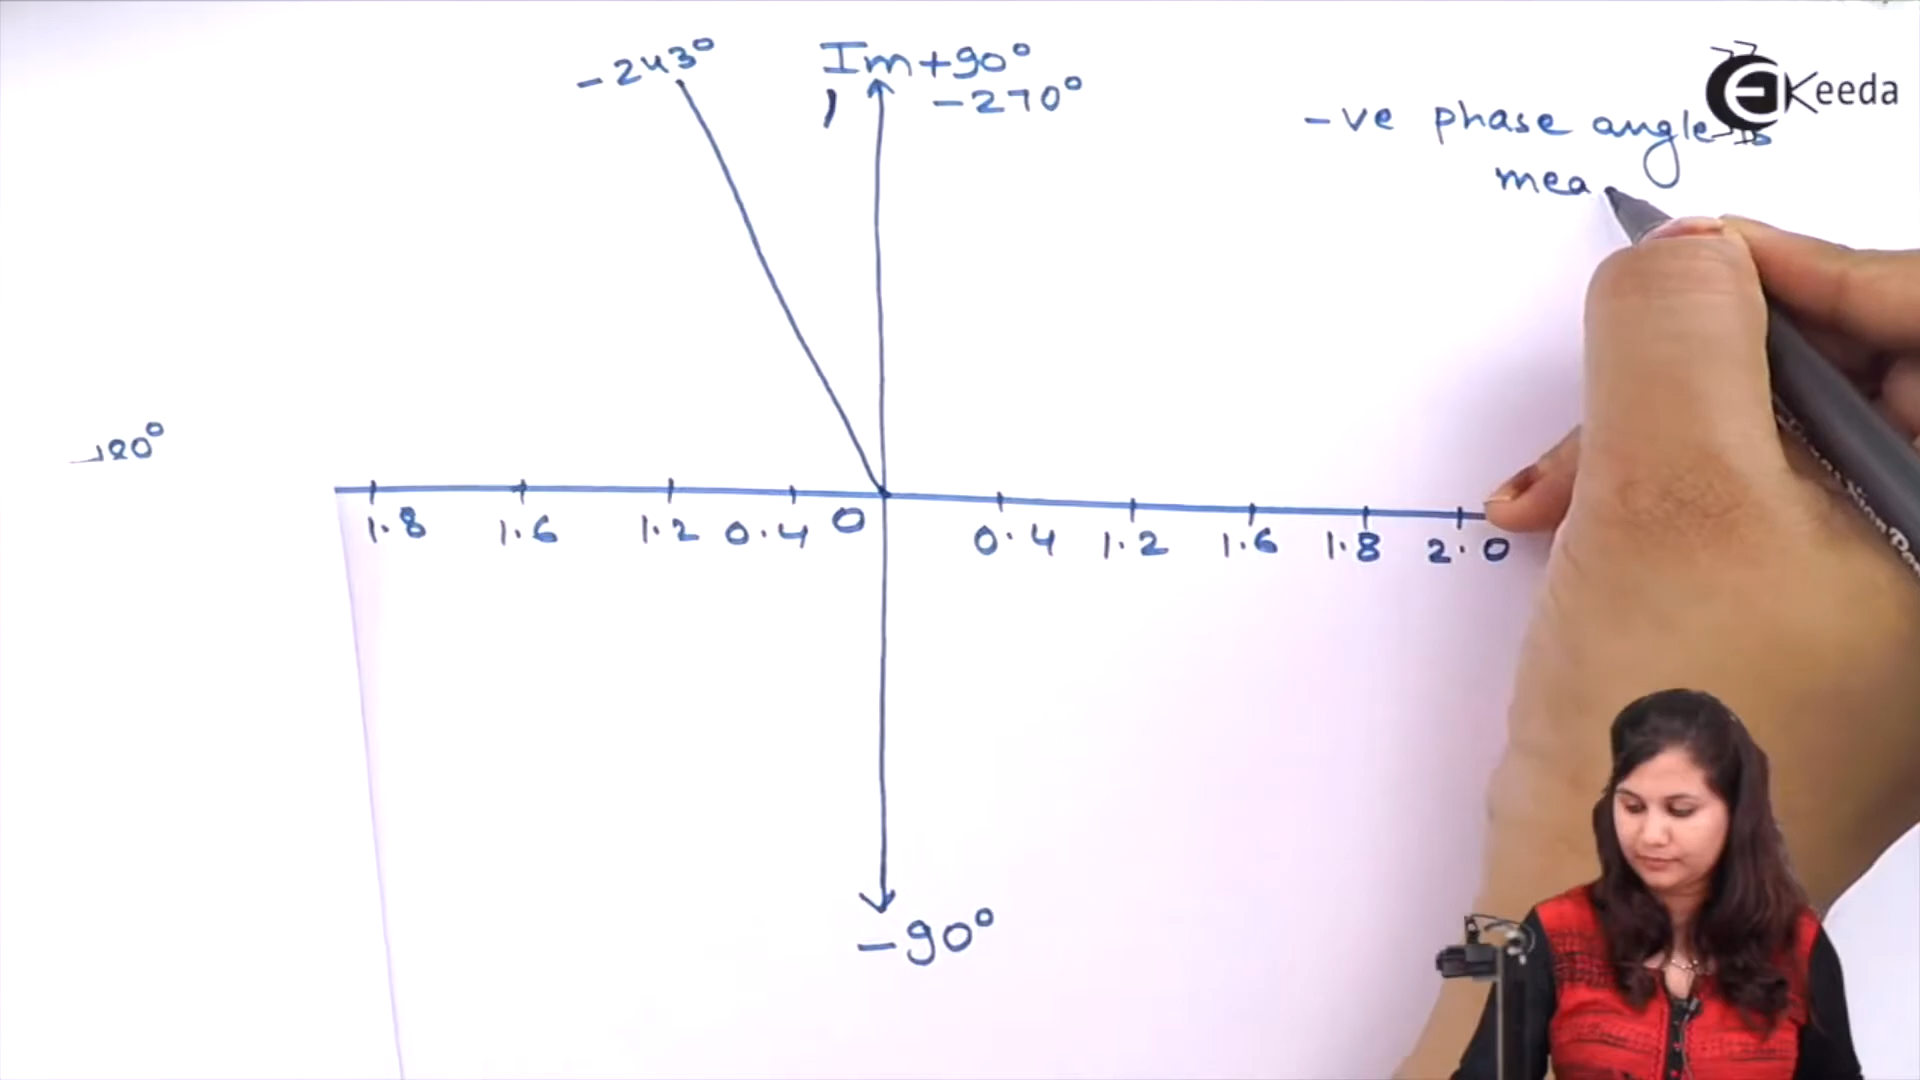 -243°
Im +90°
-270°
-ve phase angle is
mea
Keeda
1.8 1.6 1.2 0.4 0 0.4 1.2 1.6 1.8 2.0
-90°